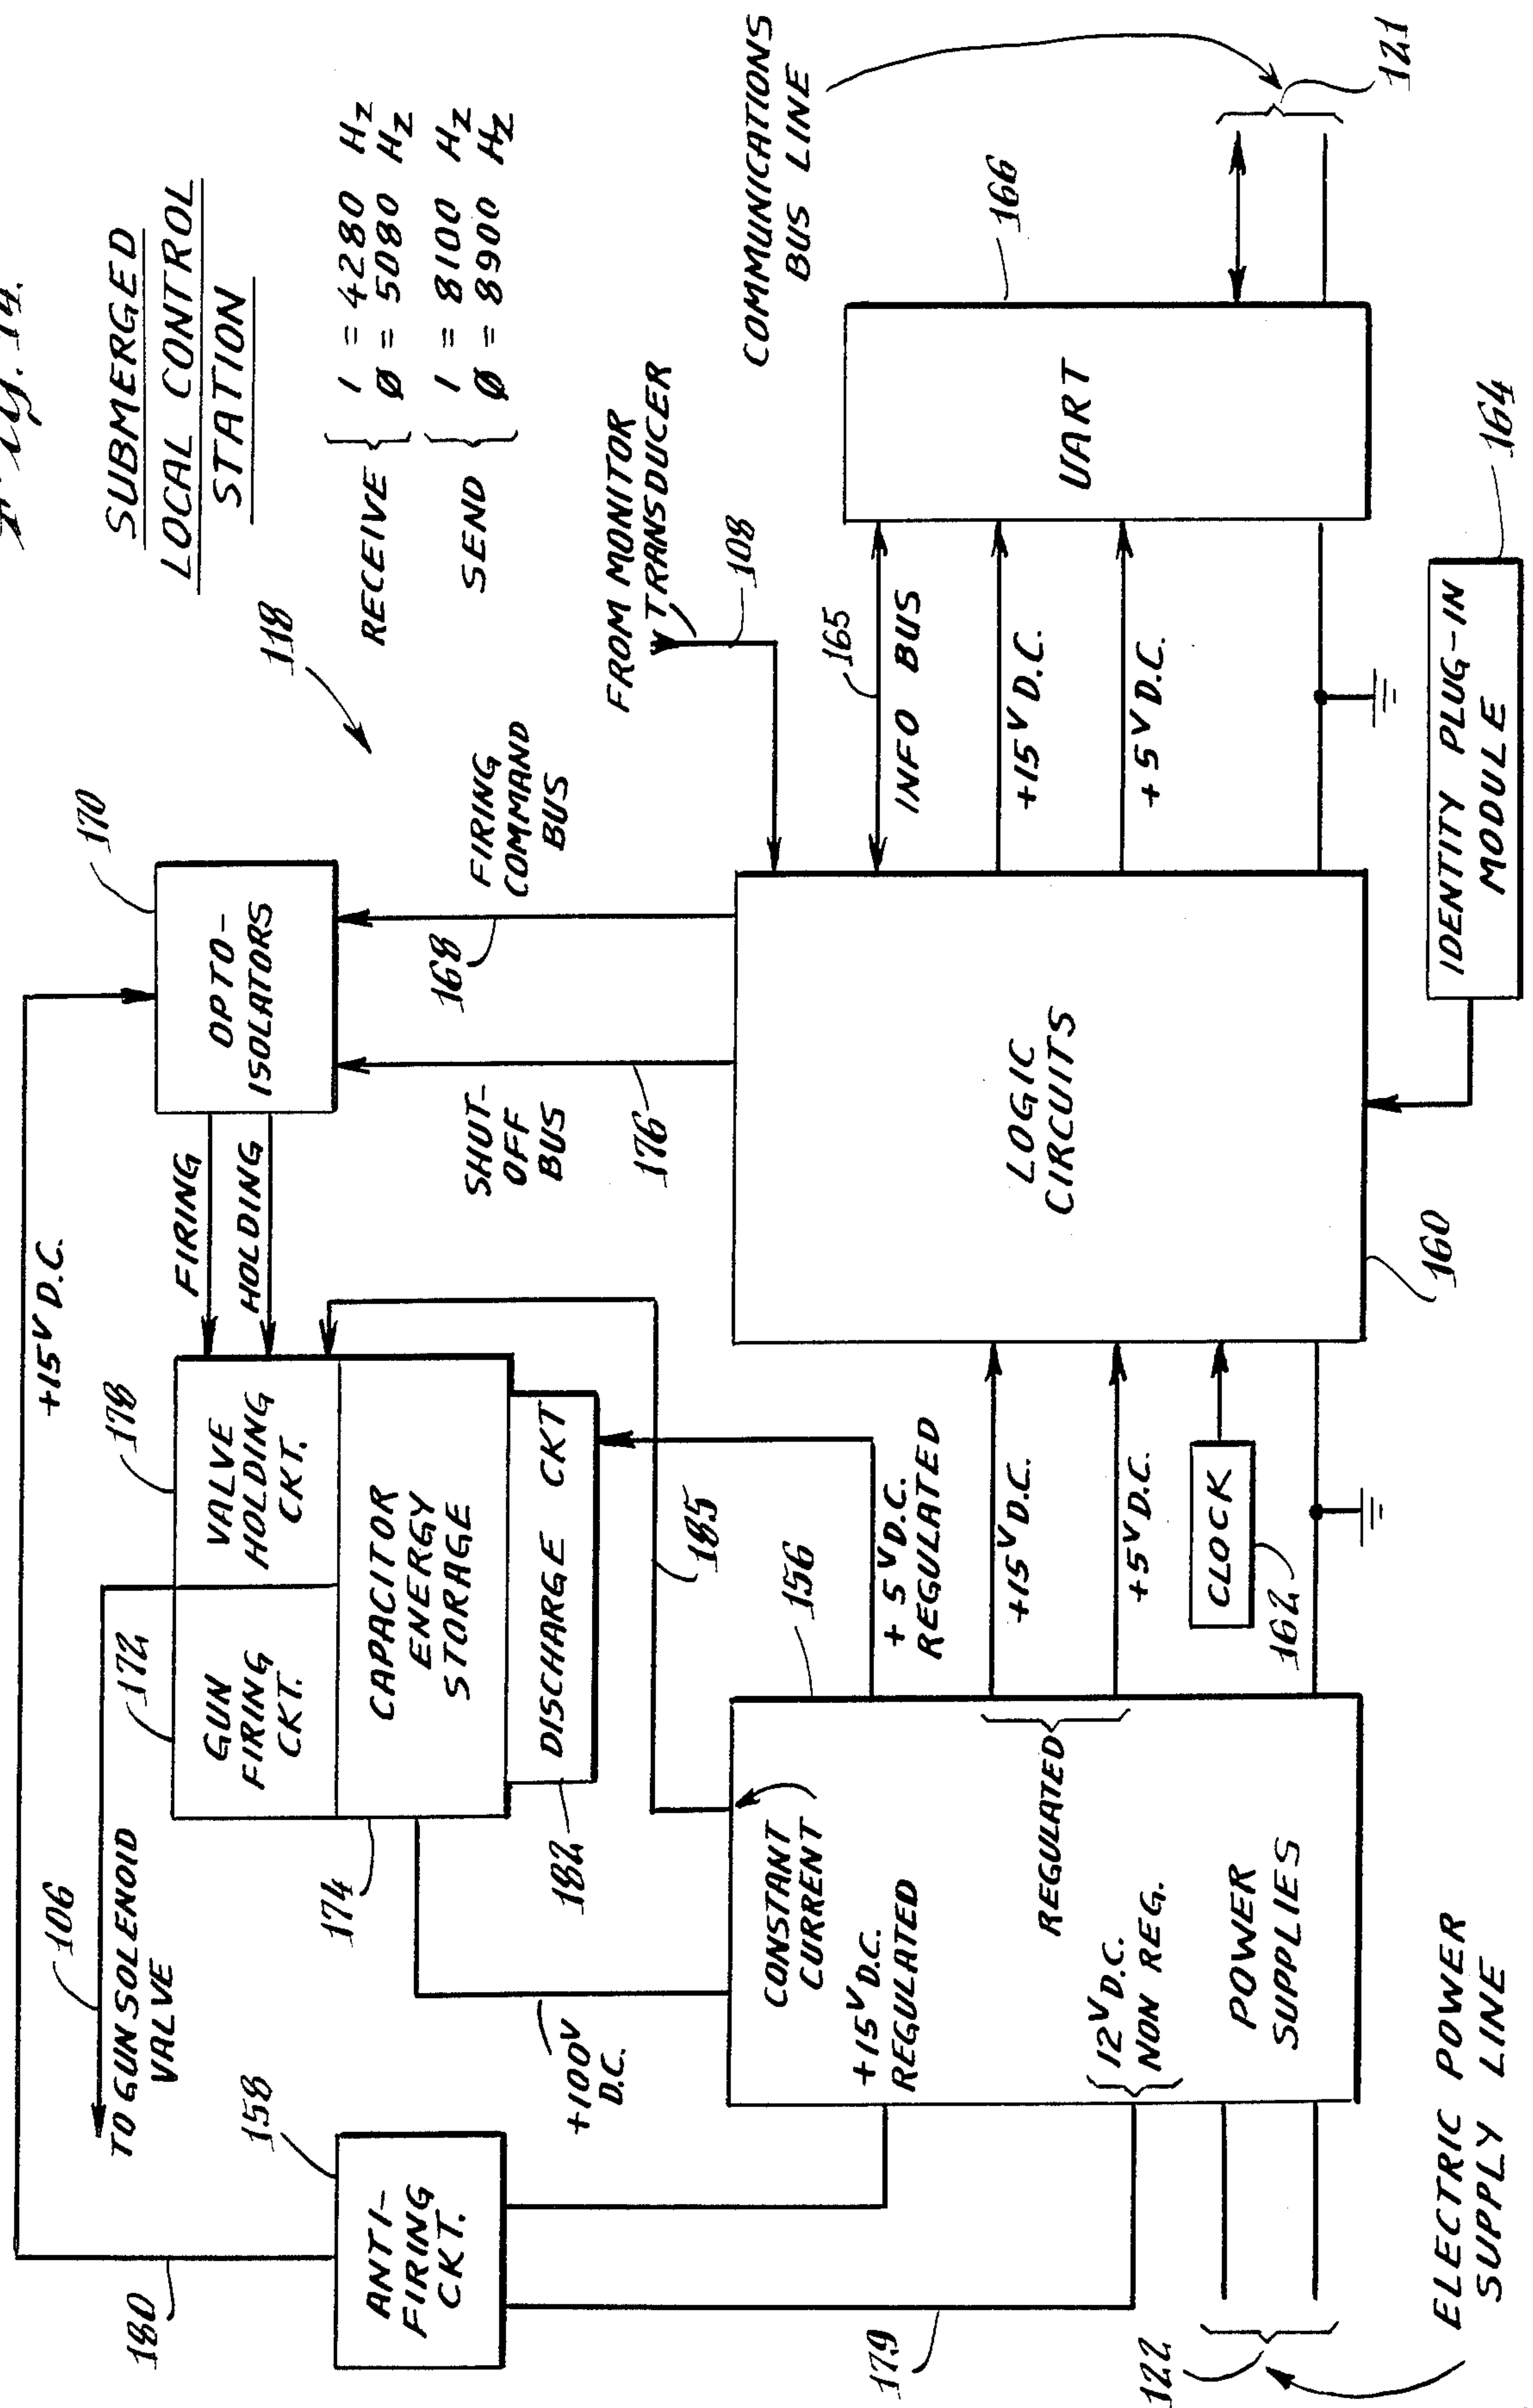 Fig. 14.
SUBMERGED
LOCAL CONTROL
STATION
RECEIVE { 1 = 4280 Hz
Ø = 5080 Hz
SEND { 1 = 8100 Hz
Ø = 8900 Hz
118
+15V D.C.
180
106
TO GUN SOLENOID
VALVE
158
ANTI-
FIRING
CKT.
172
GUN
FIRING
CKT.
178
VALVE
HOLDING
CKT.
174
CAPACITOR
ENERGY
STORAGE
182
DISCHARGE CKT
FIRING
HOLDING
170
OPTO-
ISOLATORS
SHUT-
OFF
BUS
176
168
FIRING
COMMAND
BUS
FROM MONITOR
TRANSDUCER
108
COMMUNICATIONS
BUS LINE
+100V
D.C.
185
156
+5V D.C.
REGULATED
CONSTANT
CURRENT
+15V D.C.
REGULATED
REGULATED
12V D.C.
NON REG.
POWER
SUPPLIES
179
122
ELECTRIC POWER
SUPPLY LINE
+15V D.C.
+5V D.C.
CLOCK
162
LOGIC
CIRCUITS
160
165
INFO BUS
+15V D.C.
+5V D.C.
UART
166
121
IDENTITY PLUG-IN
MODULE
164